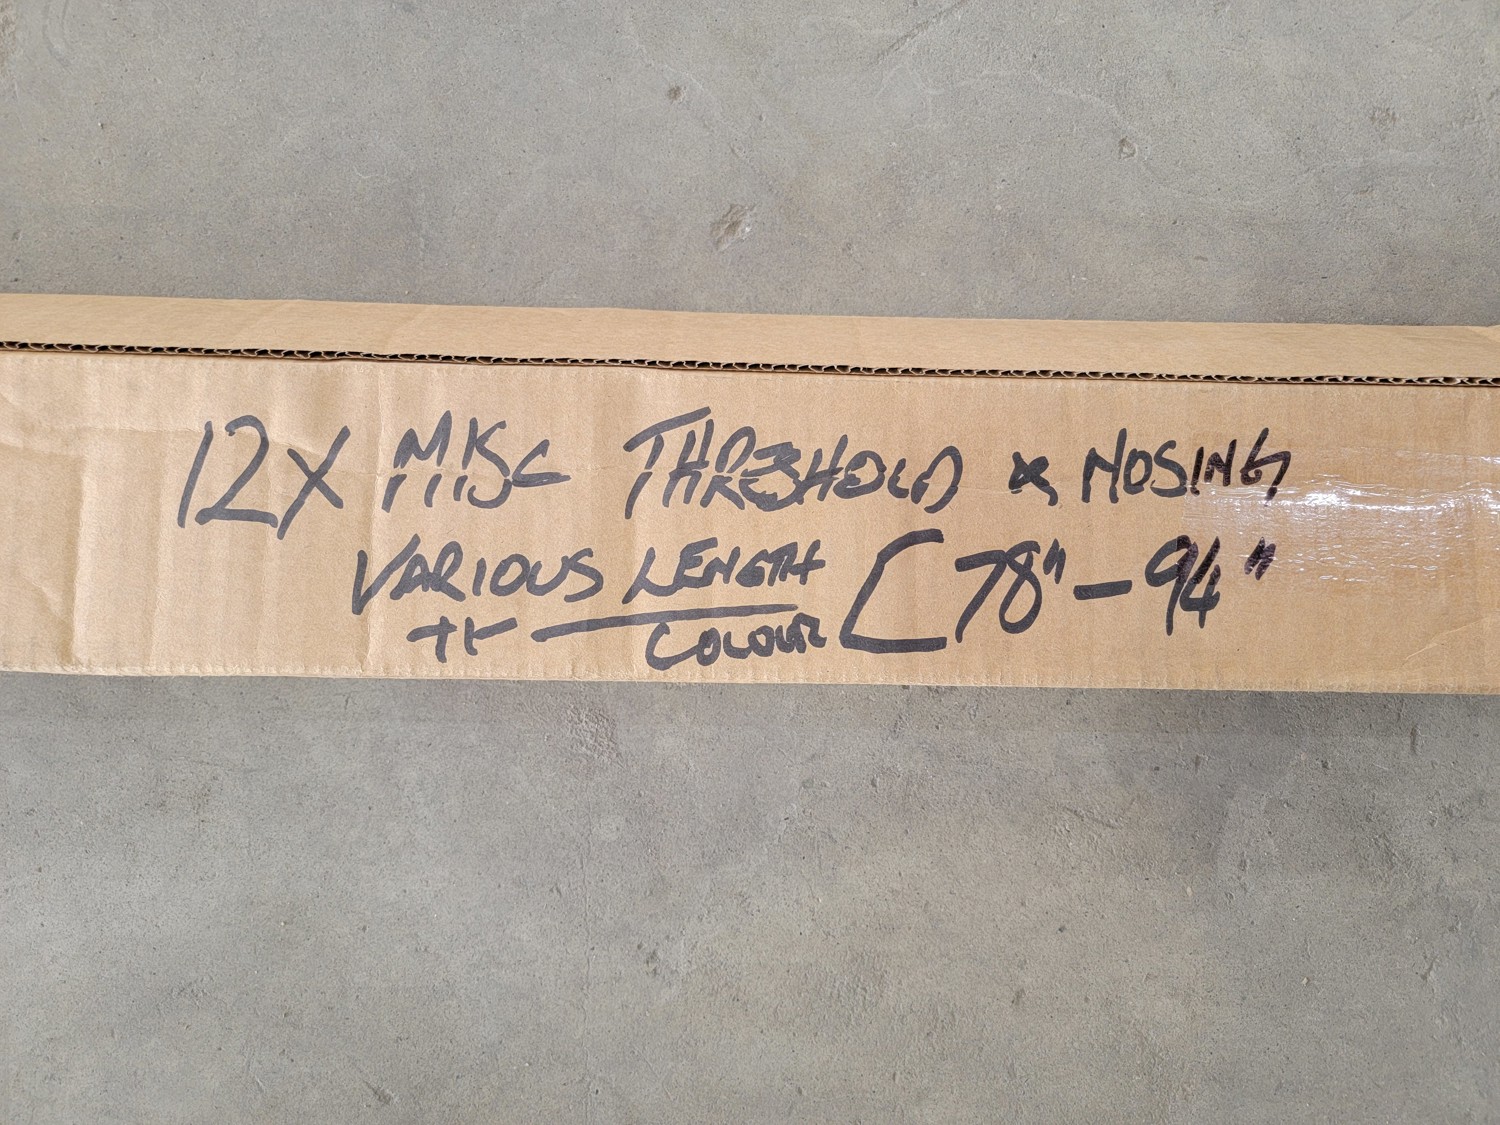 12X MISC THRESHOLD & NOSING
VARIOUS LENGTH [78" - 94"
COLOUR